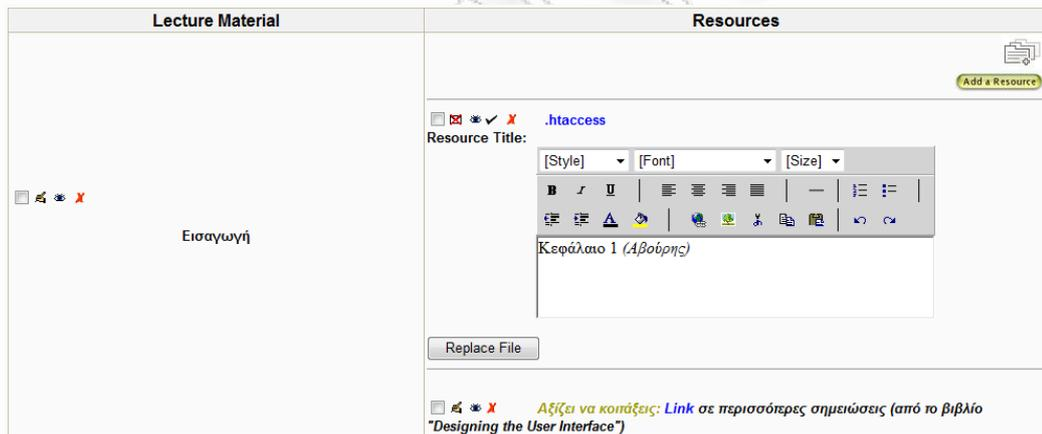 Lecture Material
Resources
Add a Resource
.htaccess
Resource Title:
[Style] [Font] [Size]
B I U
A
Εισαγωγή
Κεφάλαιο 1 (Αβούρης)
Replace File
Αξίζει να κοιτάξεις: Link σε περισσότερες σημειώσεις (από το βιβλίο
"Designing the User Interface")